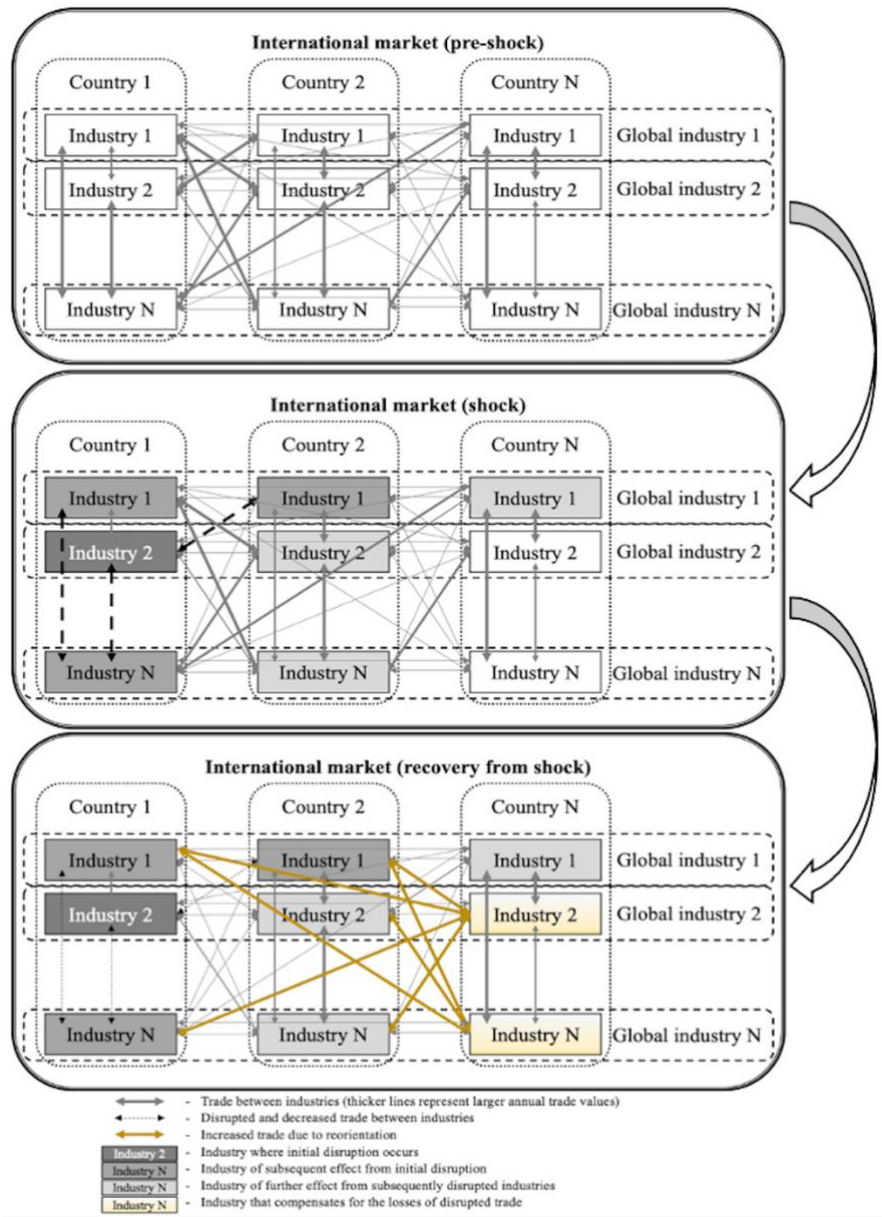 International market (pre-shock)
Country 1 Country 2 Country N
Industry 1 Industry 1 Industry 1 Global industry 1
Industry 2 Industry 2 Industry 2 Global industry 2
Industry N Industry N Industry N Global industry N
International market (shock)
Country 1 Country 2 Country N
Industry 1 Industry 1 Industry 1 Global industry 1
Industry 2 Industry 2 Industry 2 Global industry 2
Industry N Industry N Industry N Global industry N
International market (recovery from shock)
Country 1 Country 2 Country N
Industry 1 Industry 1 Industry 1 Global industry 1
Industry 2 Industry 2 Industry 2 Global industry 2
Industry N Industry N Industry N Global industry N
- Trade between industries (thicker lines represent larger annual trade values)
- Disrupted and decreased trade between industries
- Increased trade due to reorientation
Industry 2 - Industry where initial disruption occurs
Industry N - Industry of subsequent effect from initial disruption
Industry N - Industry of further effect from subsequently disrupted industries
Industry N - Industry that compensates for the losses of disrupted trade